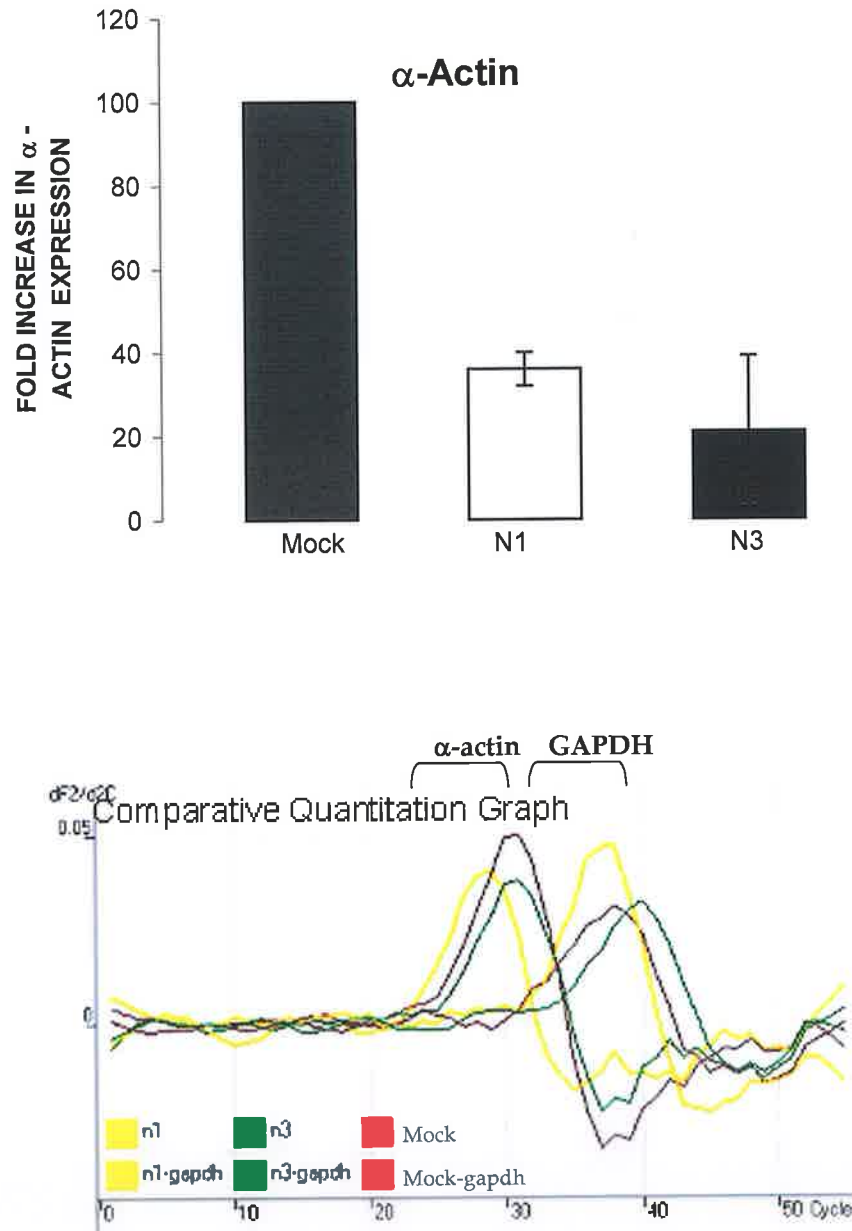 120
α-Actin
100
80
60
40
20
0
FOLD INCREASE IN α -
ACTIN EXPRESSION
Mock N1 N3
α-actin GAPDH
dF2/d2C
Comparative Quantitation Graph
0.05
0
n1 n3 Mock
n1-gapdh n3-gapdh Mock-gapdh
0 10 20 30 40 50 Cycle